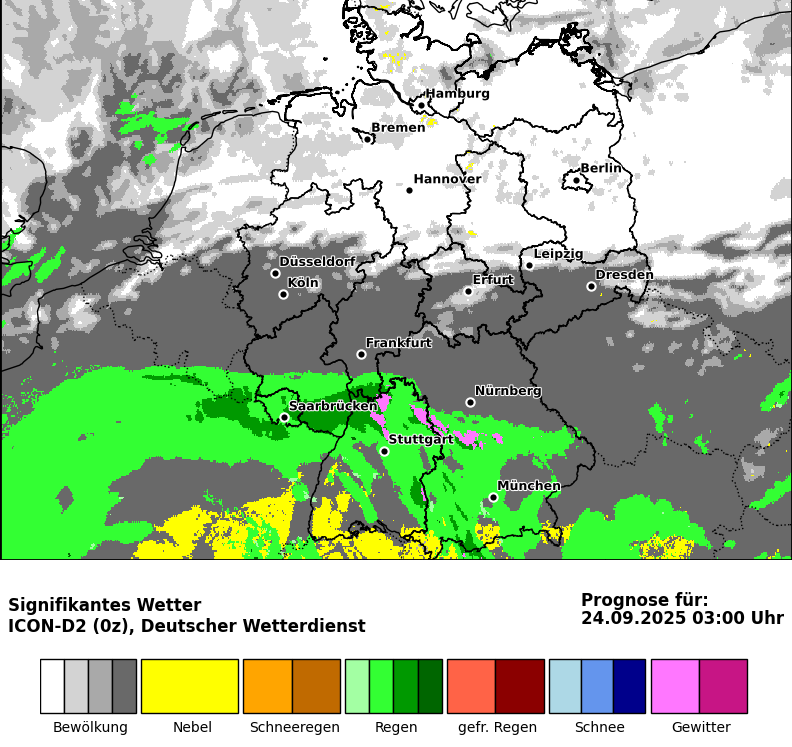 Hamburg
Bremen
Berlin
Hannover
Leipzig
Düsseldorf
Dresden
Köln
Erfurt
Frankfurt
Nürnberg
Saarbrücken
Stuttgart
München
Signifikantes Wetter
ICON-D2 (0z), Deutscher Wetterdienst
Prognose für:
24.09.2025 03:00 Uhr
Bewölkung
Nebel
Schneeregen
Regen
gefr. Regen
Schnee
Gewitter